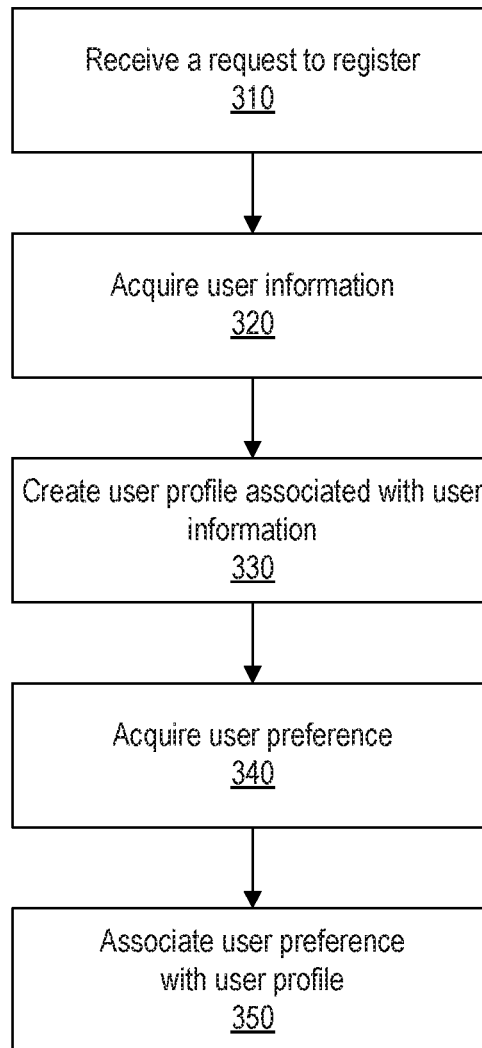 Receive a request to register
310
Acquire user information
320
Create user profile associated with user
information
330
Acquire user preference
340
Associate user preference
with user profile
350